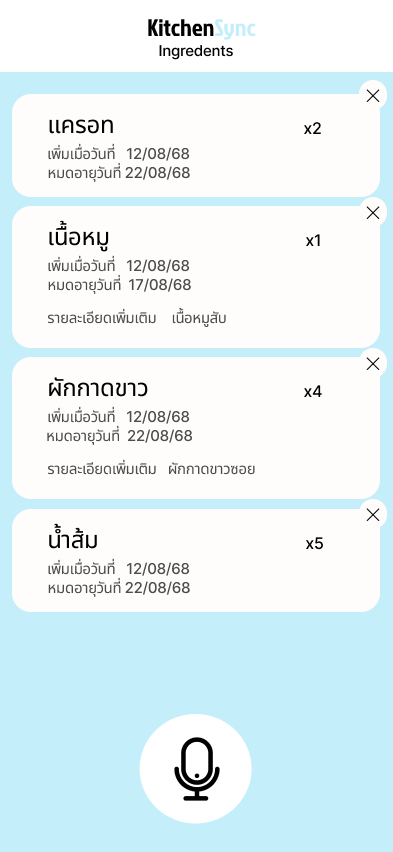 KitchenSync
Ingredents
แครอท x2
เพิ่มเมื่อวันที่ 12/08/68
หมดอายุวันที่ 22/08/68
เนื้อหมู x1
เพิ่มเมื่อวันที่ 12/08/68
หมดอายุวันที่ 17/08/68
รายละเอียดเพิ่มเติม เนื้อหมูสับ
ผักกาดขาว x4
เพิ่มเมื่อวันที่ 12/08/68
หมดอายุวันที่ 22/08/68
รายละเอียดเพิ่มเติม ผักกาดขาวซอย
น้ำส้ม x5
เพิ่มเมื่อวันที่ 12/08/68
หมดอายุวันที่ 22/08/68